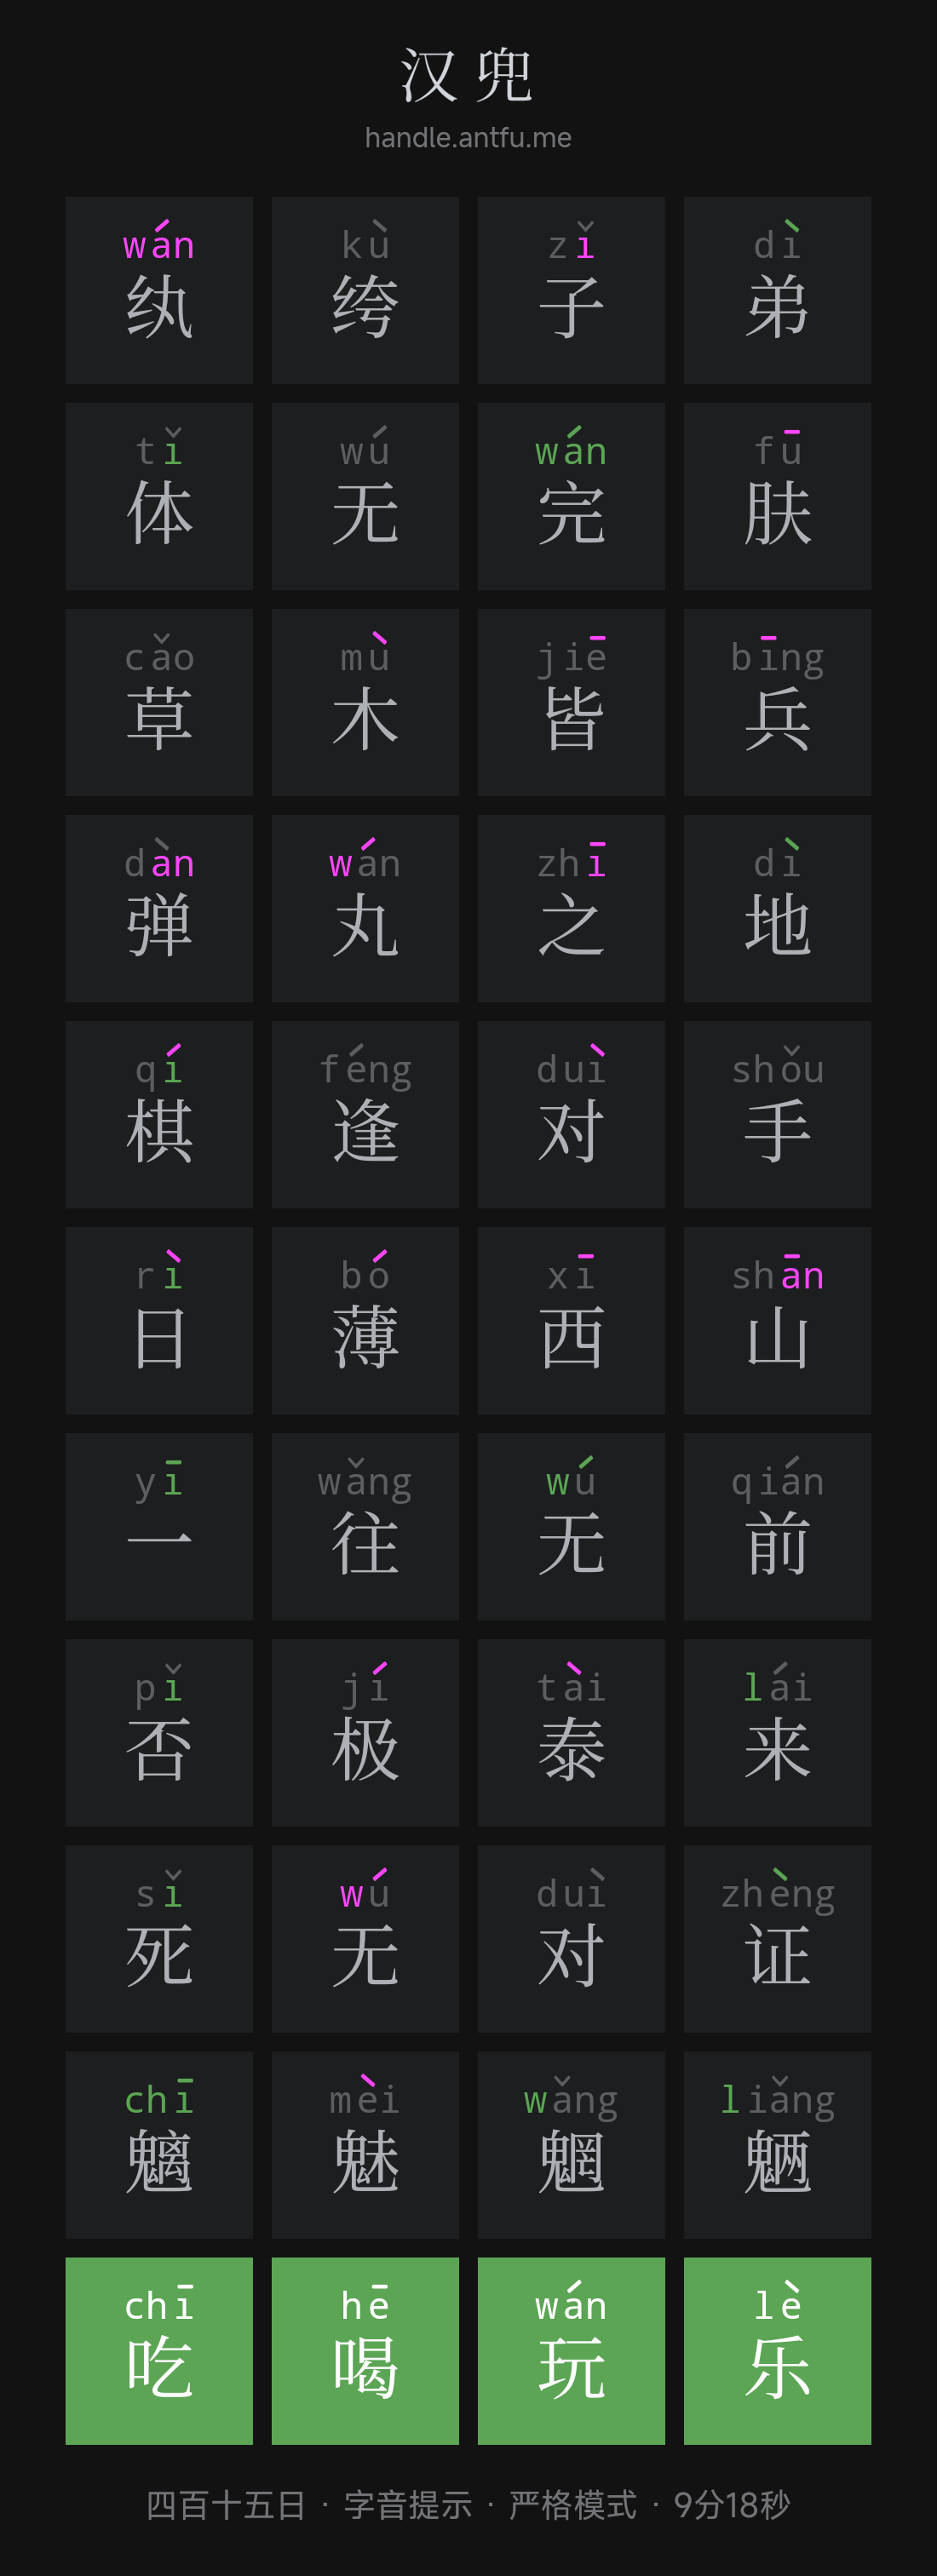 汉兜
handle.antfu.me
wán kù zǐ dì
纨绔子弟
tǐ wú wán fū
体无完肤
cǎo mù jiē bīng
草木皆兵
dàn wán zhī dì
弹丸之地
qí féng duì shǒu
棋逢对手
rì bó xī shān
日薄西山
yī wǎng wú qián
一往无前
pǐ jí tài lái
否极泰来
sǐ wú duì zhèng
死无对证
chī mèi wǎng liǎng
魑魅魍魉
chī hē wán lè
吃喝玩乐
四百十五日 · 字音提示 · 严格模式 · 9分18秒